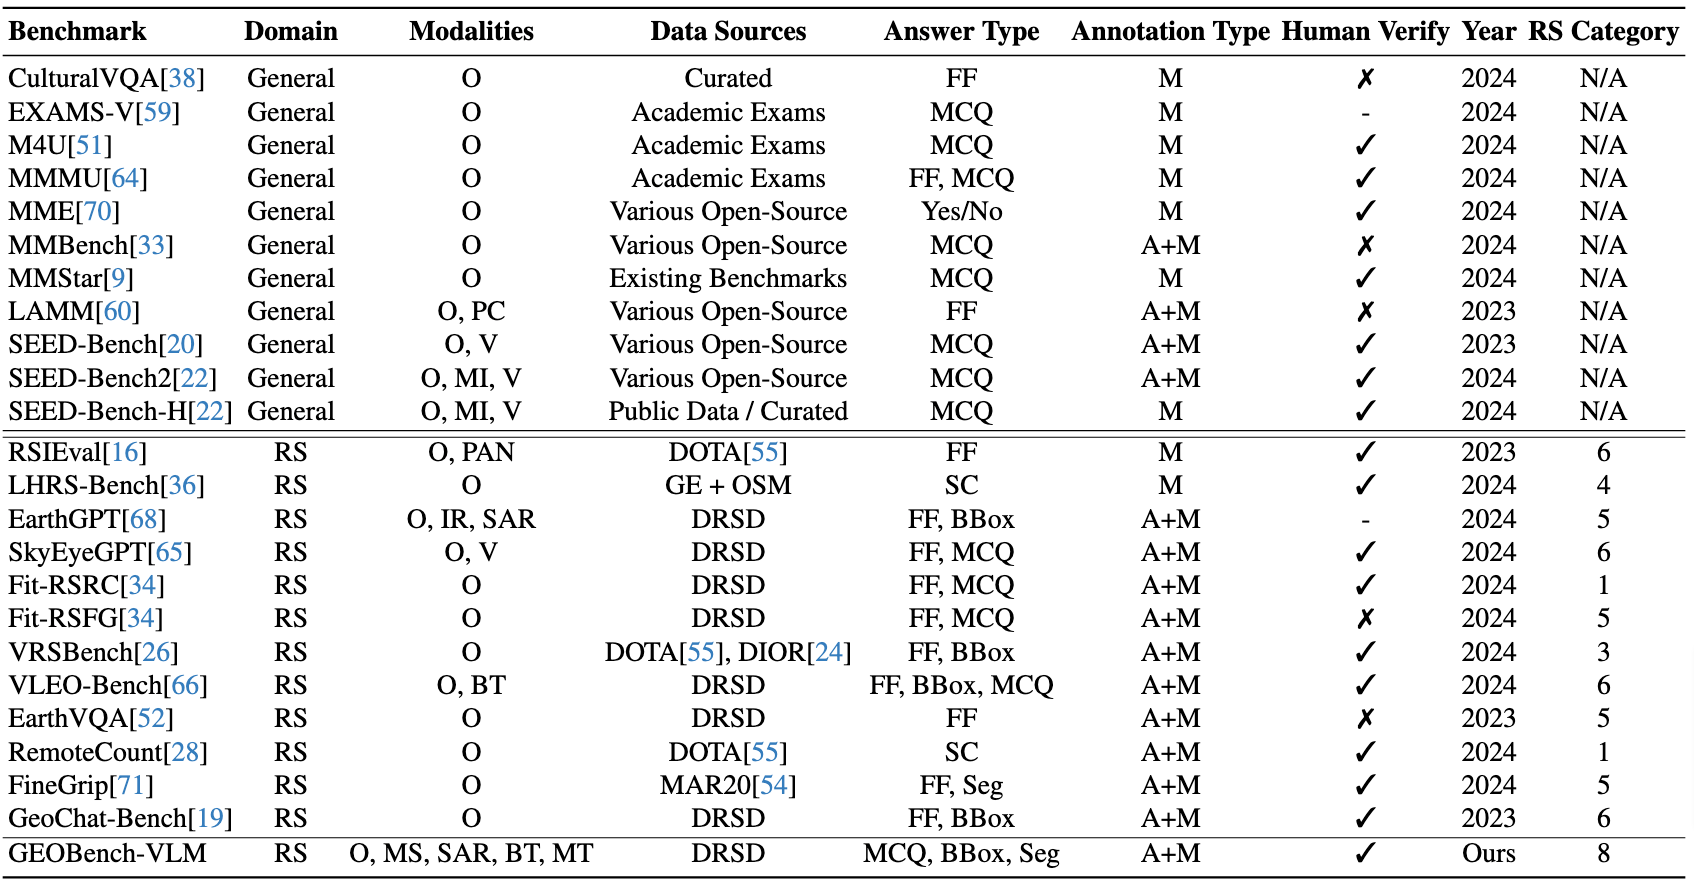 Benchmark Domain Modalities Data Sources Answer Type Annotation Type Human Verify Year RS Category
CulturalVQA[38] General O Curated FF M ✗ 2024 N/A
EXAMS-V[59] General O Academic Exams MCQ M - 2024 N/A
M4U[51] General O Academic Exams MCQ M ✓ 2024 N/A
MMMU[64] General O Academic Exams FF, MCQ M ✓ 2024 N/A
MME[70] General O Various Open-Source Yes/No M ✓ 2024 N/A
MMBench[33] General O Various Open-Source MCQ A+M ✗ 2024 N/A
MMStar[9] General O Existing Benchmarks MCQ M ✓ 2024 N/A
LAMM[60] General O, PC Various Open-Source FF A+M ✗ 2023 N/A
SEED-Bench[20] General O, V Various Open-Source MCQ A+M ✓ 2023 N/A
SEED-Bench2[22] General O, MI, V Various Open-Source MCQ A+M ✓ 2024 N/A
SEED-Bench-H[22] General O, MI, V Public Data / Curated MCQ M ✓ 2024 N/A
RSIEval[16] RS O, PAN DOTA[55] FF M ✓ 2023 6
LHRS-Bench[36] RS O GE + OSM SC M ✓ 2024 4
EarthGPT[68] RS O, IR, SAR DRSD FF, BBox A+M - 2024 5
SkyEyeGPT[65] RS O, V DRSD FF, MCQ A+M ✓ 2024 6
Fit-RSRC[34] RS O DRSD FF, MCQ A+M ✓ 2024 1
Fit-RSFG[34] RS O DRSD FF, MCQ A+M ✗ 2024 5
VRSBench[26] RS O DOTA[55], DIOR[24] FF, BBox A+M ✓ 2024 3
VLEO-Bench[66] RS O, BT DRSD FF, BBox, MCQ A+M ✓ 2024 6
EarthVQA[52] RS O DRSD FF A+M ✗ 2023 5
RemoteCount[28] RS O DOTA[55] SC A+M ✓ 2024 1
FineGrip[71] RS O MAR20[54] FF, Seg A+M ✓ 2024 5
GeoChat-Bench[19] RS O DRSD FF, BBox A+M ✓ 2023 6
GEOBench-VLM RS O, MS, SAR, BT, MT DRSD MCQ, BBox, Seg A+M ✓ Ours 8